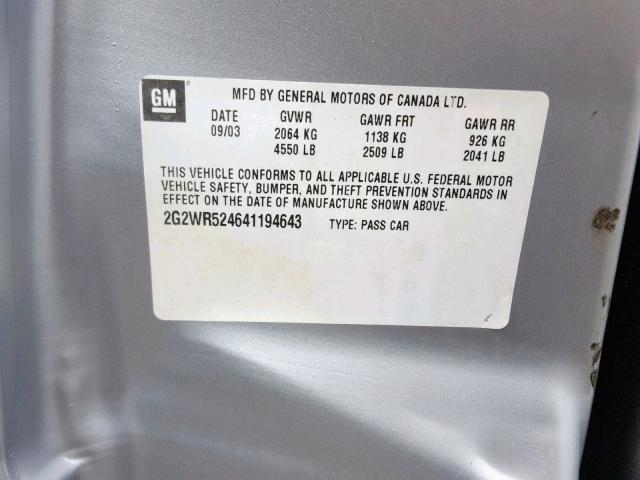 GM
MFD BY GENERAL MOTORS OF CANADA LTD.
DATE GVWR GAWR FRT GAWR RR
09/03 2064 KG 1138 KG 926 KG
4550 LB 2509 LB 2041 LB
THIS VEHICLE CONFORMS TO ALL APPLICABLE U.S. FEDERAL MOTOR
VEHICLE SAFETY, BUMPER, AND THEFT PREVENTION STANDARDS IN
EFFECT ON THE DATE OF MANUFACTURE SHOWN ABOVE.
2G2WR524641194643 TYPE: PASS CAR